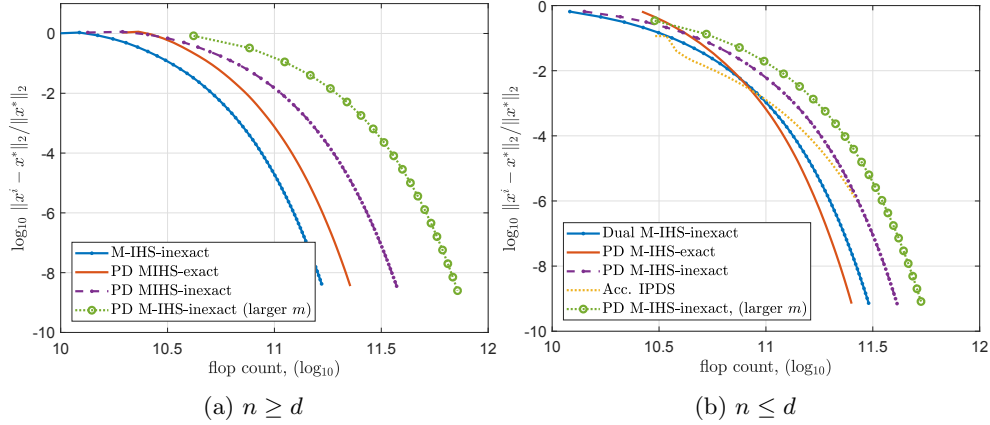 0
-2
-4
-6
-8
-10
log₁₀ ‖xⁱ − x*‖₂/‖x*‖₂
M-IHS-inexact
PD MIHS-exact
PD MIHS-inexact
PD M-IHS-inexact (larger m)
10 10.5 11 11.5 12
flop count, (log₁₀)
(a) n ≥ d
0
-2
-4
-6
-8
-10
log₁₀ ‖xⁱ − x*‖₂/‖x*‖₂
Dual M-IHS-inexact
PD M-IHS-exact
PD M-IHS-inexact
Acc. IPDS
PD M-IHS-inexact, (larger m)
10 10.5 11 11.5 12
flop count, (log₁₀)
(b) n ≤ d